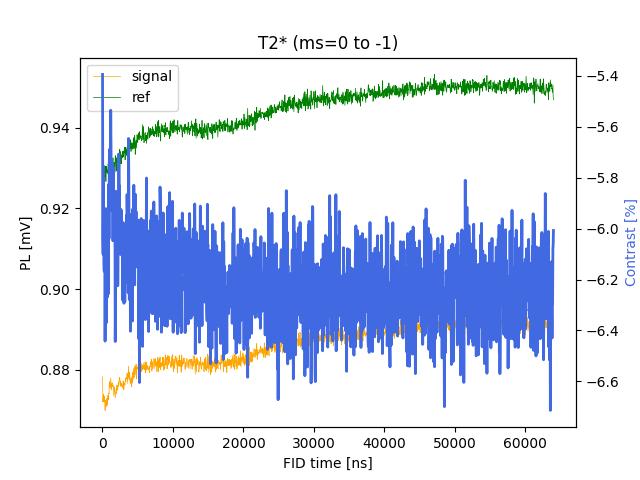 T2* (ms=0 to -1)
signal
ref
PL [mV]
0.94
0.92
0.90
0.88
−5.4
−5.6
−5.8
−6.0
−6.2
−6.4
−6.6
Contrast [%]
0 10000 20000 30000 40000 50000 60000
FID time [ns]